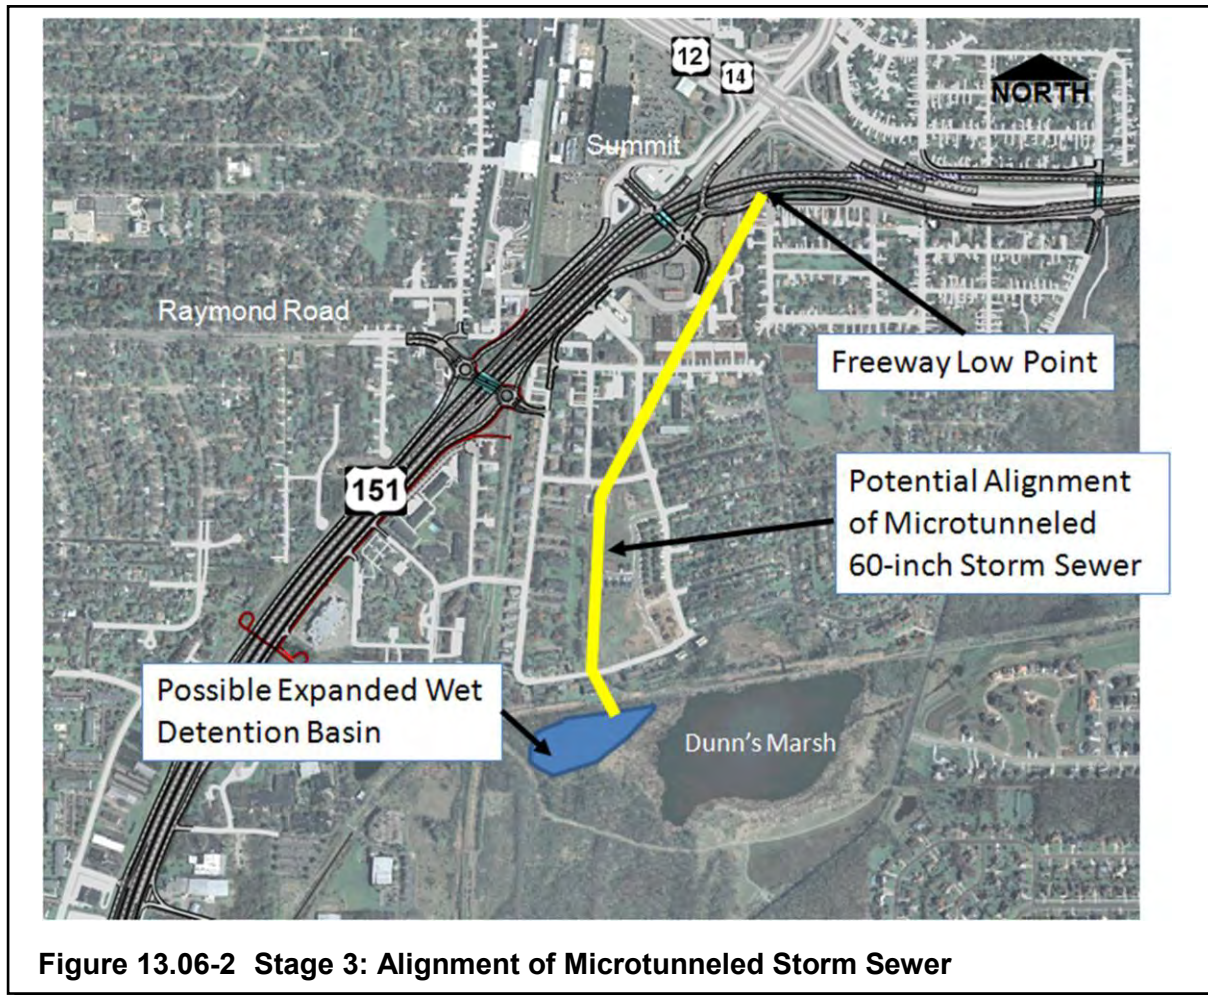 12
14
NORTH
Summit
Raymond Road
Freeway Low Point
151
Potential Alignment
of Microtunneled
60-inch Storm Sewer
Possible Expanded Wet
Detention Basin
Dunn's Marsh
Figure 13.06-2 Stage 3: Alignment of Microtunneled Storm Sewer